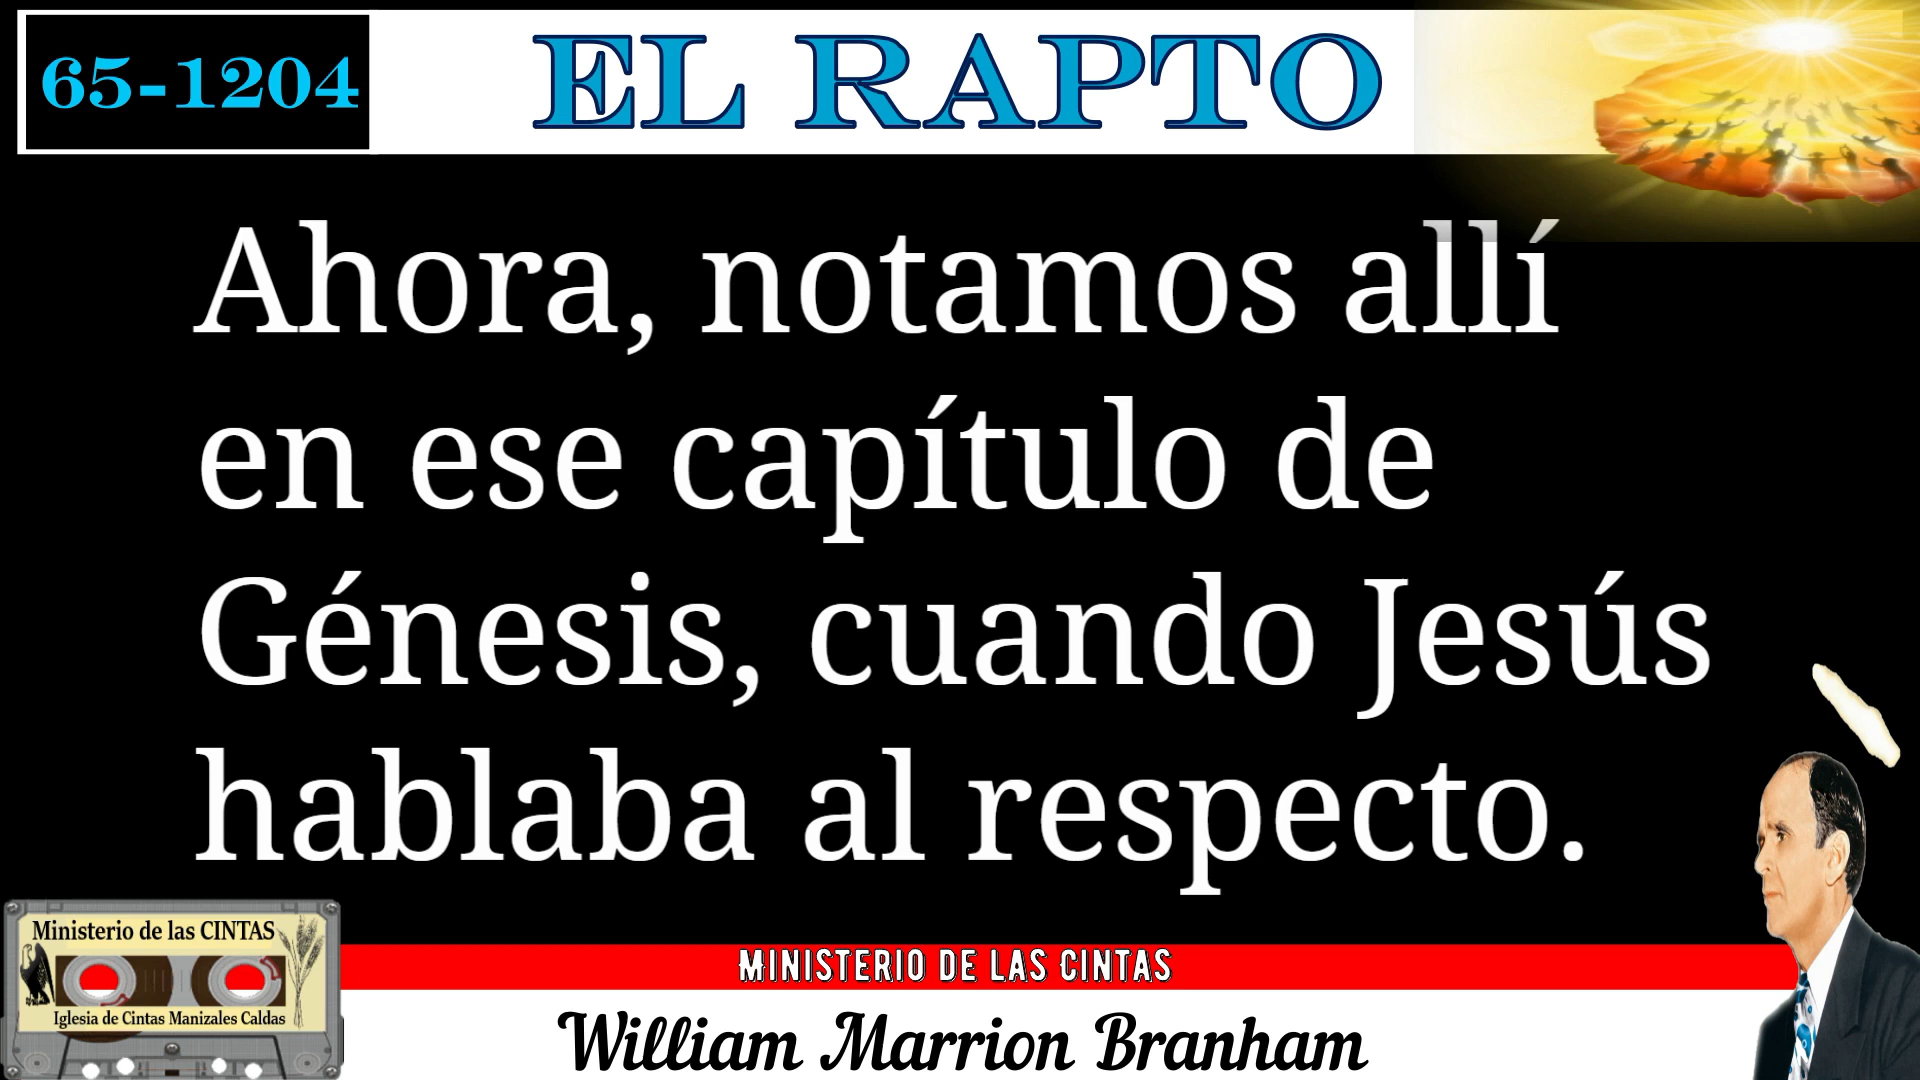 65-1204
EL RAPTO
Ahora, notamos allí
en ese capítulo de
Génesis, cuando Jesús
hablaba al respecto.
Ministerio de las CINTAS
Iglesia de Cintas Manizales Caldas
MINISTERIO DE LAS CINTAS
William Marrion Branham